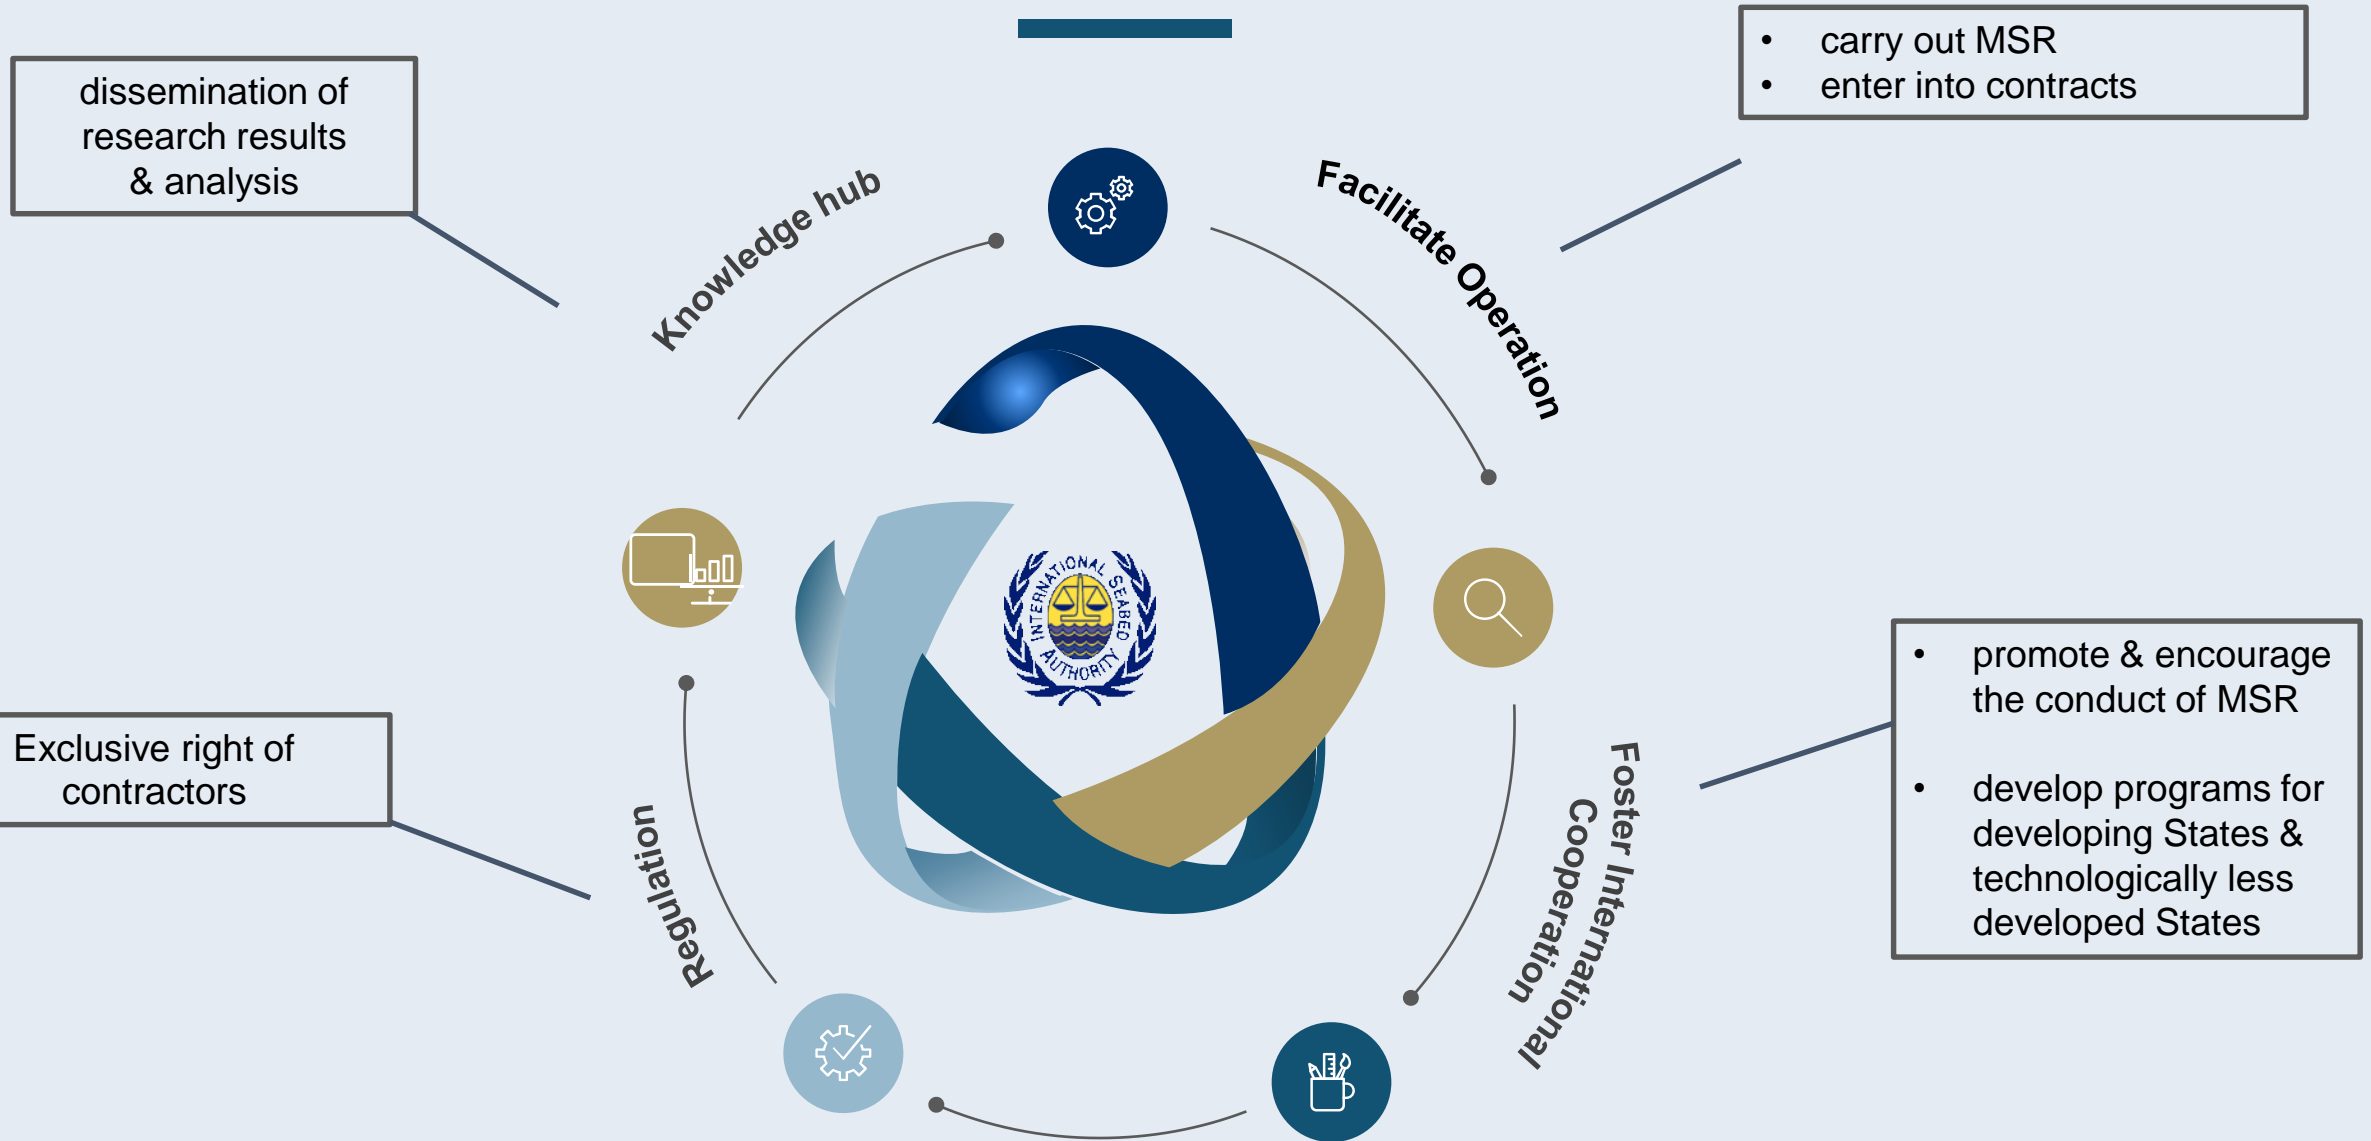 dissemination of
research results
& analysis
• carry out MSR
• enter into contracts
Knowledge hub
Facilitate Operation
INTERNATIONAL SEABED
AUTHORITY
Exclusive right of
contractors
Regulation
Foster International
Cooperation
• promote & encourage
the conduct of MSR
• develop programs for
developing States &
technologically less
developed States